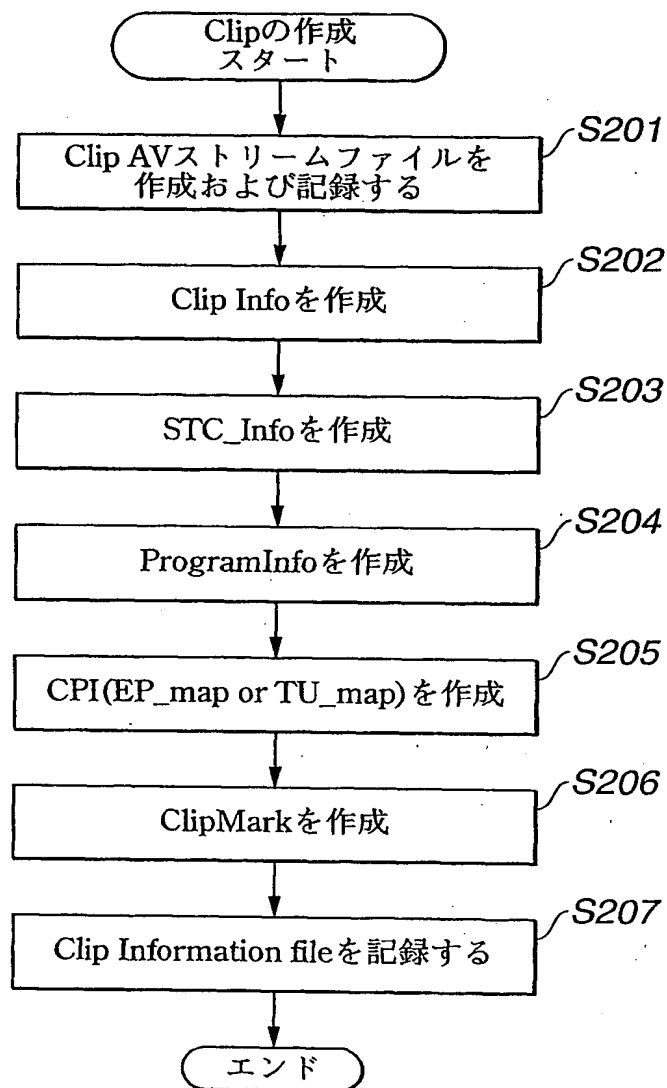 Clipの作成
スタート
S201
Clip AVストリームファイルを
作成および記録する
S202
Clip Infoを作成
S203
STC_Infoを作成
S204
ProgramInfoを作成
S205
CPI(EP_map or TU_map)を作成
S206
ClipMarkを作成
S207
Clip Information fileを記録する
エンド